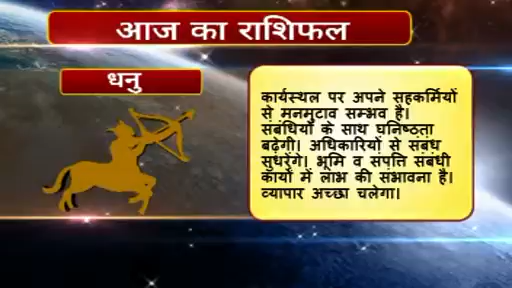 आज का राशिफल
धनु
कार्यस्थल पर अपने सहकर्मियों
से मनमुटाव सम्भव है।
संबंधियों के साथ घनिष्ठता
बढ़ेगी। अधिकारियों से संबंध
सुधरेंगे। भूमि व संपत्ति संबंधी
कार्यों में लाभ की संभावना है।
व्यापार अच्छा चलेगा।